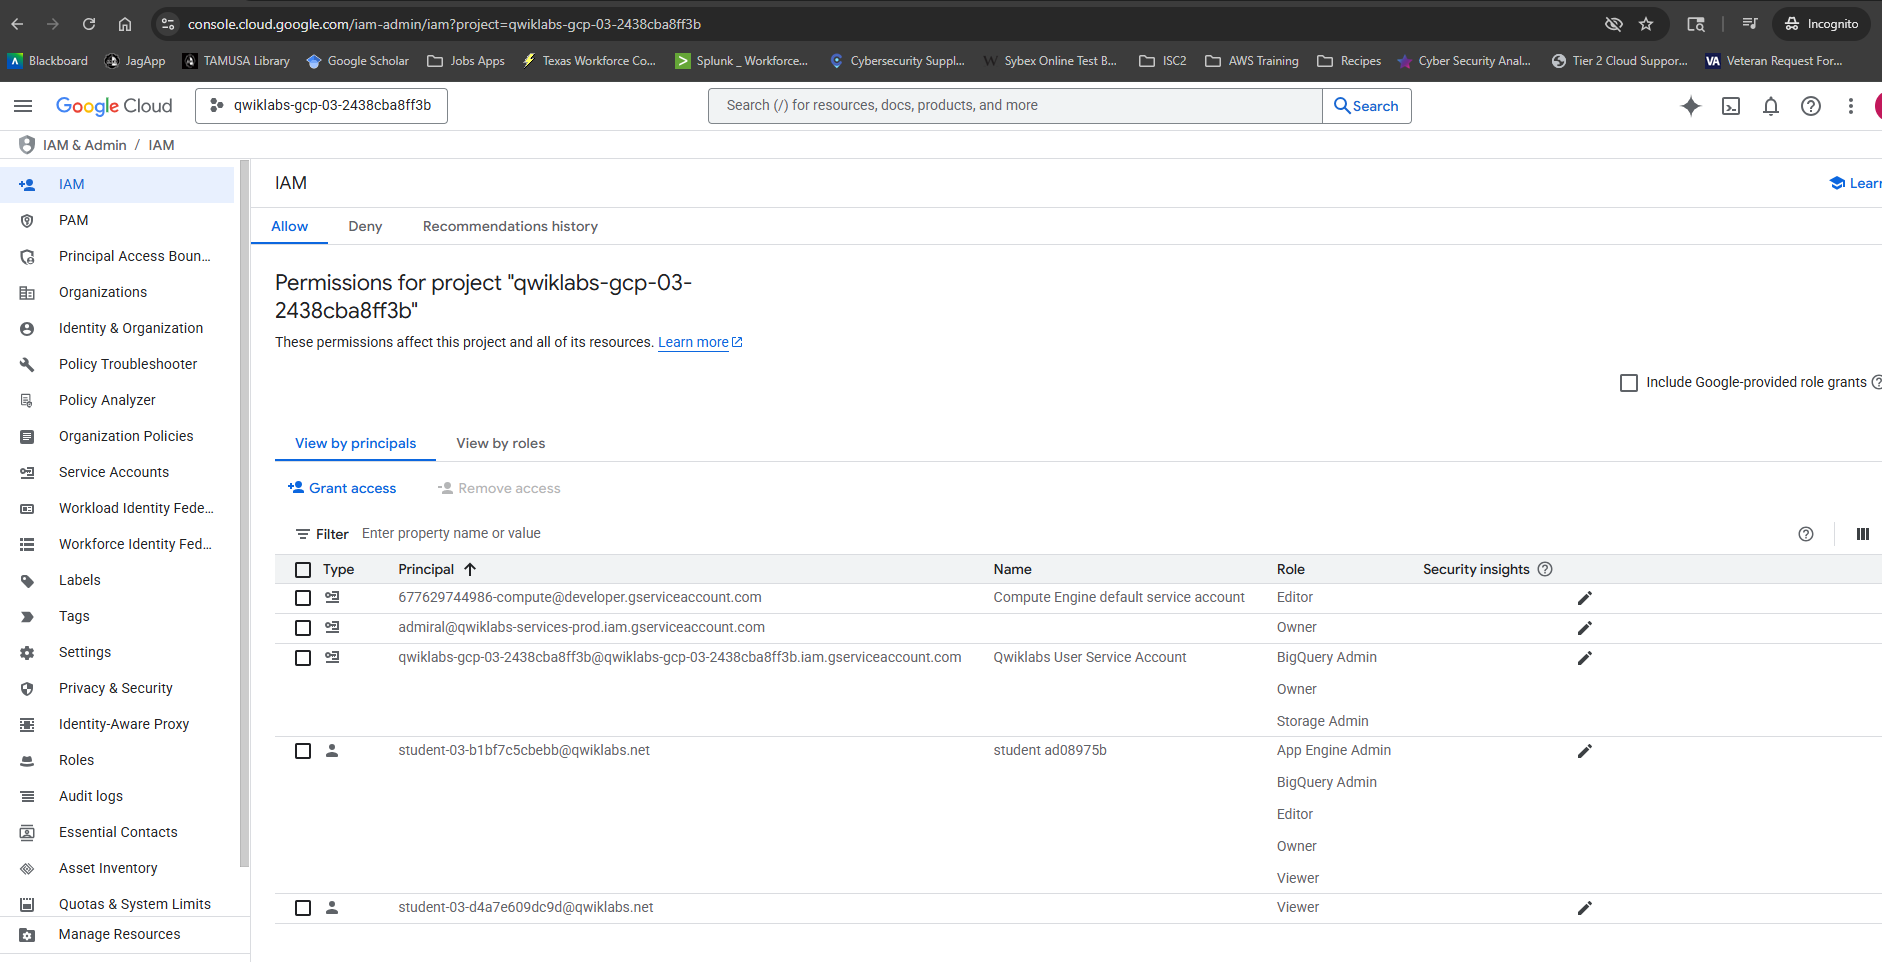 console.cloud.google.com/iam-admin/iam?project=qwiklabs-gcp-03-2438cba8ff3b
Incognito
Blackboard
JagApp
TAMUSA Library
Google Scholar
Jobs Apps
Texas Workforce Co...
Splunk _ Workforce...
Cybersecurity Suppl...
Sybex Online Test B...
ISC2
AWS Training
Recipes
Cyber Security Anal...
Tier 2 Cloud Suppor...
VA
Veteran Request For...
Google Cloud
qwiklabs-gcp-03-2438cba8ff3b
Search (/) for resources, docs, products, and more
Search
IAM & Admin / IAM
IAM
PAM
Principal Access Boun...
Organizations
Identity & Organization
Policy Troubleshooter
Policy Analyzer
Organization Policies
Service Accounts
Workload Identity Fede...
Workforce Identity Fed...
Labels
Tags
Settings
Privacy & Security
Identity-Aware Proxy
Roles
Audit logs
Essential Contacts
Asset Inventory
Quotas & System Limits
Manage Resources
IAM
Lear
Allow
Deny
Recommendations history
Permissions for project "qwiklabs-gcp-03-
2438cba8ff3b"
These permissions affect this project and all of its resources. Learn more
Include Google-provided role grants
View by principals
View by roles
Grant access
Remove access
Filter Enter property name or value
Type Principal Name Role Security insights
677629744986-compute@developer.gserviceaccount.com Compute Engine default service account Editor
admiral@qwiklabs-services-prod.iam.gserviceaccount.com Owner
qwiklabs-gcp-03-2438cba8ff3b@qwiklabs-gcp-03-2438cba8ff3b.iam.gserviceaccount.com Qwiklabs User Service Account BigQuery Admin
Owner
Storage Admin
student-03-b1bf7c5cbebb@qwiklabs.net student ad08975b App Engine Admin
BigQuery Admin
Editor
Owner
Viewer
student-03-d4a7e609dc9d@qwiklabs.net Viewer